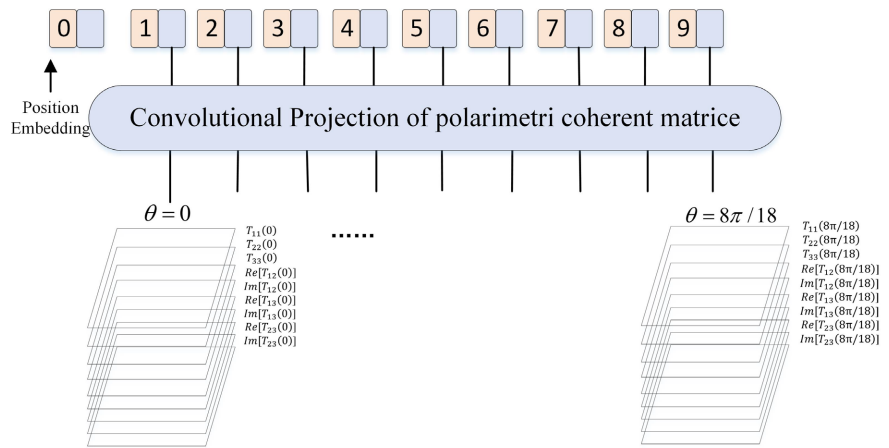 0 1 2 3 4 5 6 7 8 9
Position
Embedding
Convolutional Projection of polarimetri coherent matrice
θ = 0
......
θ = 8π / 18
T₁₁(0)
T₂₂(0)
T₃₃(0)
Re[T₁₂(0)]
Im[T₁₂(0)]
Re[T₁₃(0)]
Im[T₁₃(0)]
Re[T₂₃(0)]
Im[T₂₃(0)]
T₁₁(8π/18)
T₂₂(8π/18)
T₃₃(8π/18)
Re[T₁₂(8π/18)]
Im[T₁₂(8π/18)]
Re[T₁₃(8π/18)]
Im[T₁₃(8π/18)]
Re[T₂₃(8π/18)]
Im[T₂₃(8π/18)]